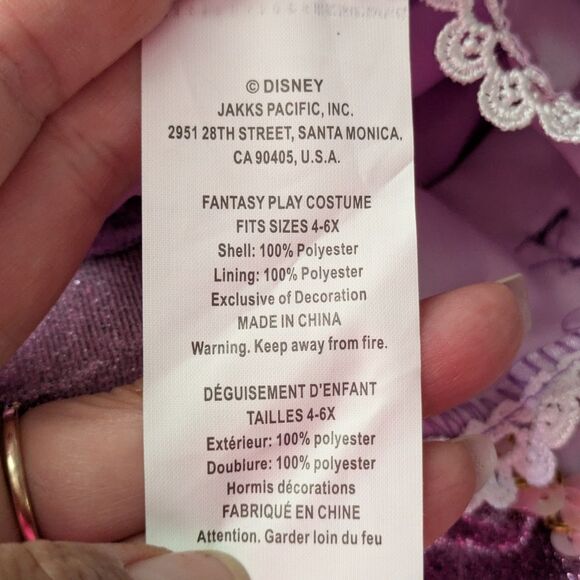 © DISNEY
JAKKS PACIFIC, INC.
2951 28TH STREET, SANTA MONICA,
CA 90405, U.S.A.
FANTASY PLAY COSTUME
FITS SIZES 4-6X
Shell: 100% Polyester
Lining: 100% Polyester
Exclusive of Decoration
MADE IN CHINA
Warning. Keep away from fire.
DÉGUISEMENT D'ENFANT
TAILLES 4-6X
Extérieur: 100% polyester
Doublure: 100% polyester
Hormis décorations
FABRIQUÉ EN CHINE
Attention. Garder loin du feu